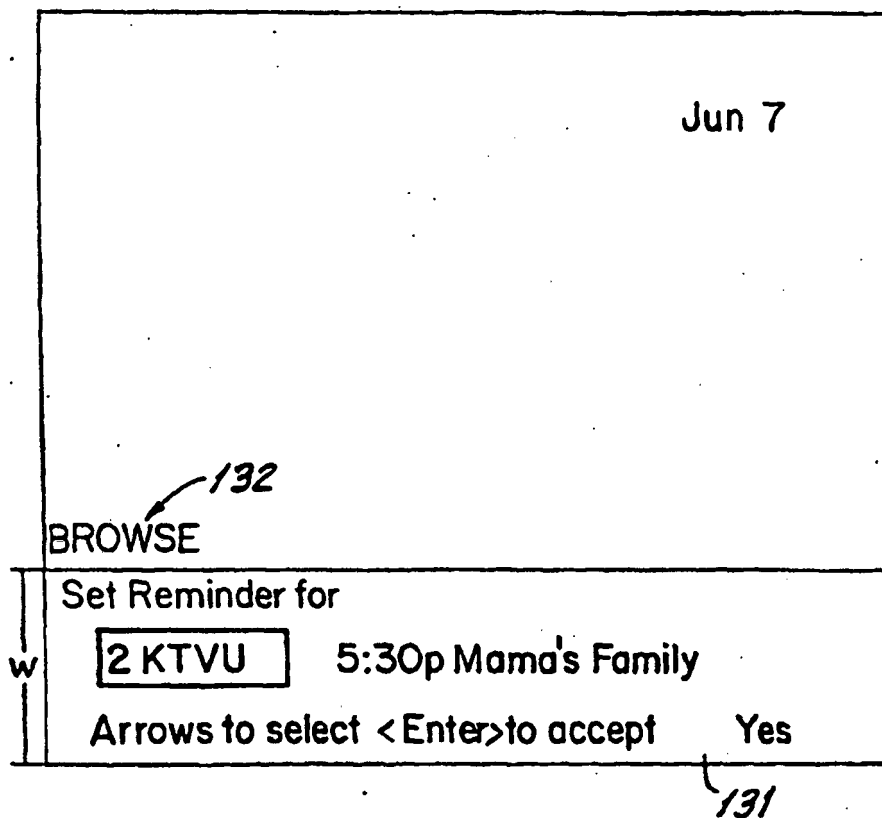 Jun 7
132
BROWSE
Set Reminder for
W
2 KTVU 5:30p Mama's Family
Arrows to select <Enter>to accept Yes
131